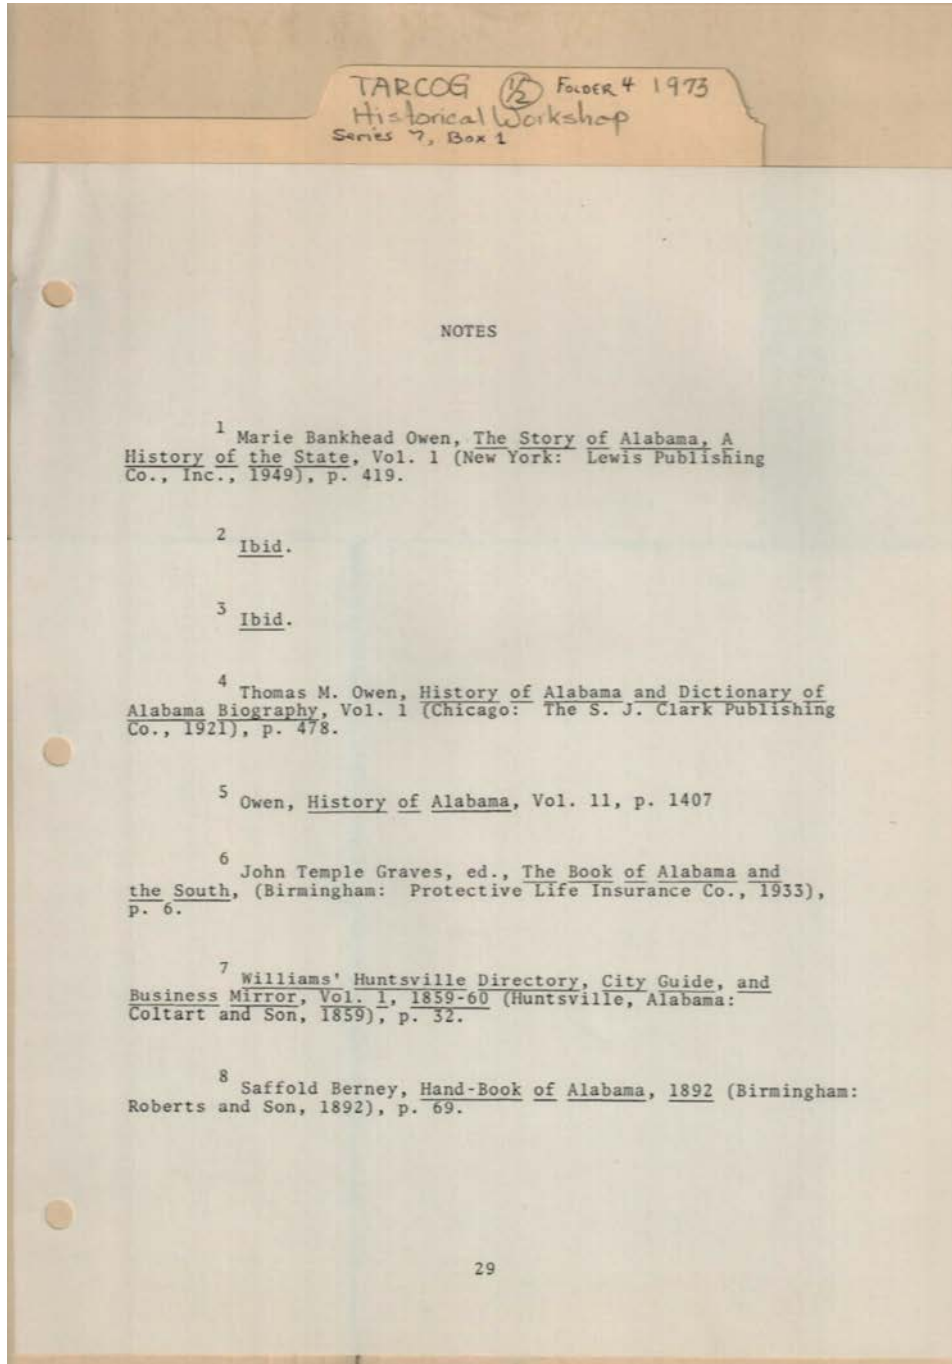 TARCOG 1/2 FOLDER 4 1973
Historical Workshop
Series 7, Box 1
NOTES
1 Marie Bankhead Owen, The Story of Alabama, A
History of the State, Vol. 1 (New York: Lewis Publishing
Co., Inc., 1949), p. 419.
2 Ibid.
3 Ibid.
4 Thomas M. Owen, History of Alabama and Dictionary of
Alabama Biography, Vol. 1 (Chicago: The S. J. Clark Publishing
Co., 1921), p. 478.
5 Owen, History of Alabama, Vol. 11, p. 1407
6 John Temple Graves, ed., The Book of Alabama and
the South, (Birmingham: Protective Life Insurance Co., 1933),
p. 6.
7 Williams' Huntsville Directory, City Guide, and
Business Mirror, Vol. 1, 1859-60 (Huntsville, Alabama:
Coltart and Son, 1859), p. 32.
8 Saffold Berney, Hand-Book of Alabama, 1892 (Birmingham:
Roberts and Son, 1892), p. 69.
29